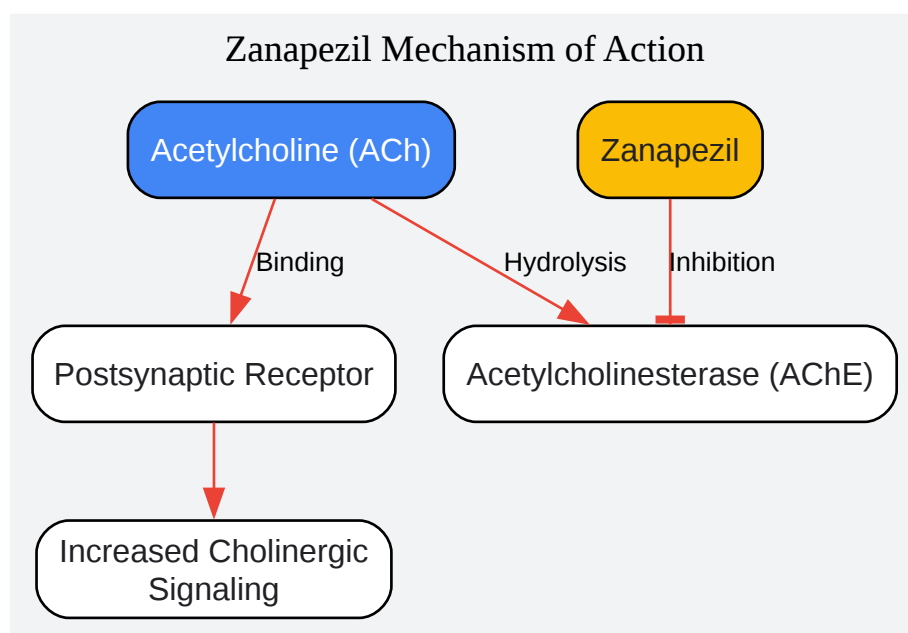 Zanapezil Mechanism of Action
Acetylcholine (ACh)
Zanapezil
Binding
Hydrolysis
Inhibition
Postsynaptic Receptor
Acetylcholinesterase (AChE)
Increased Cholinergic
Signaling